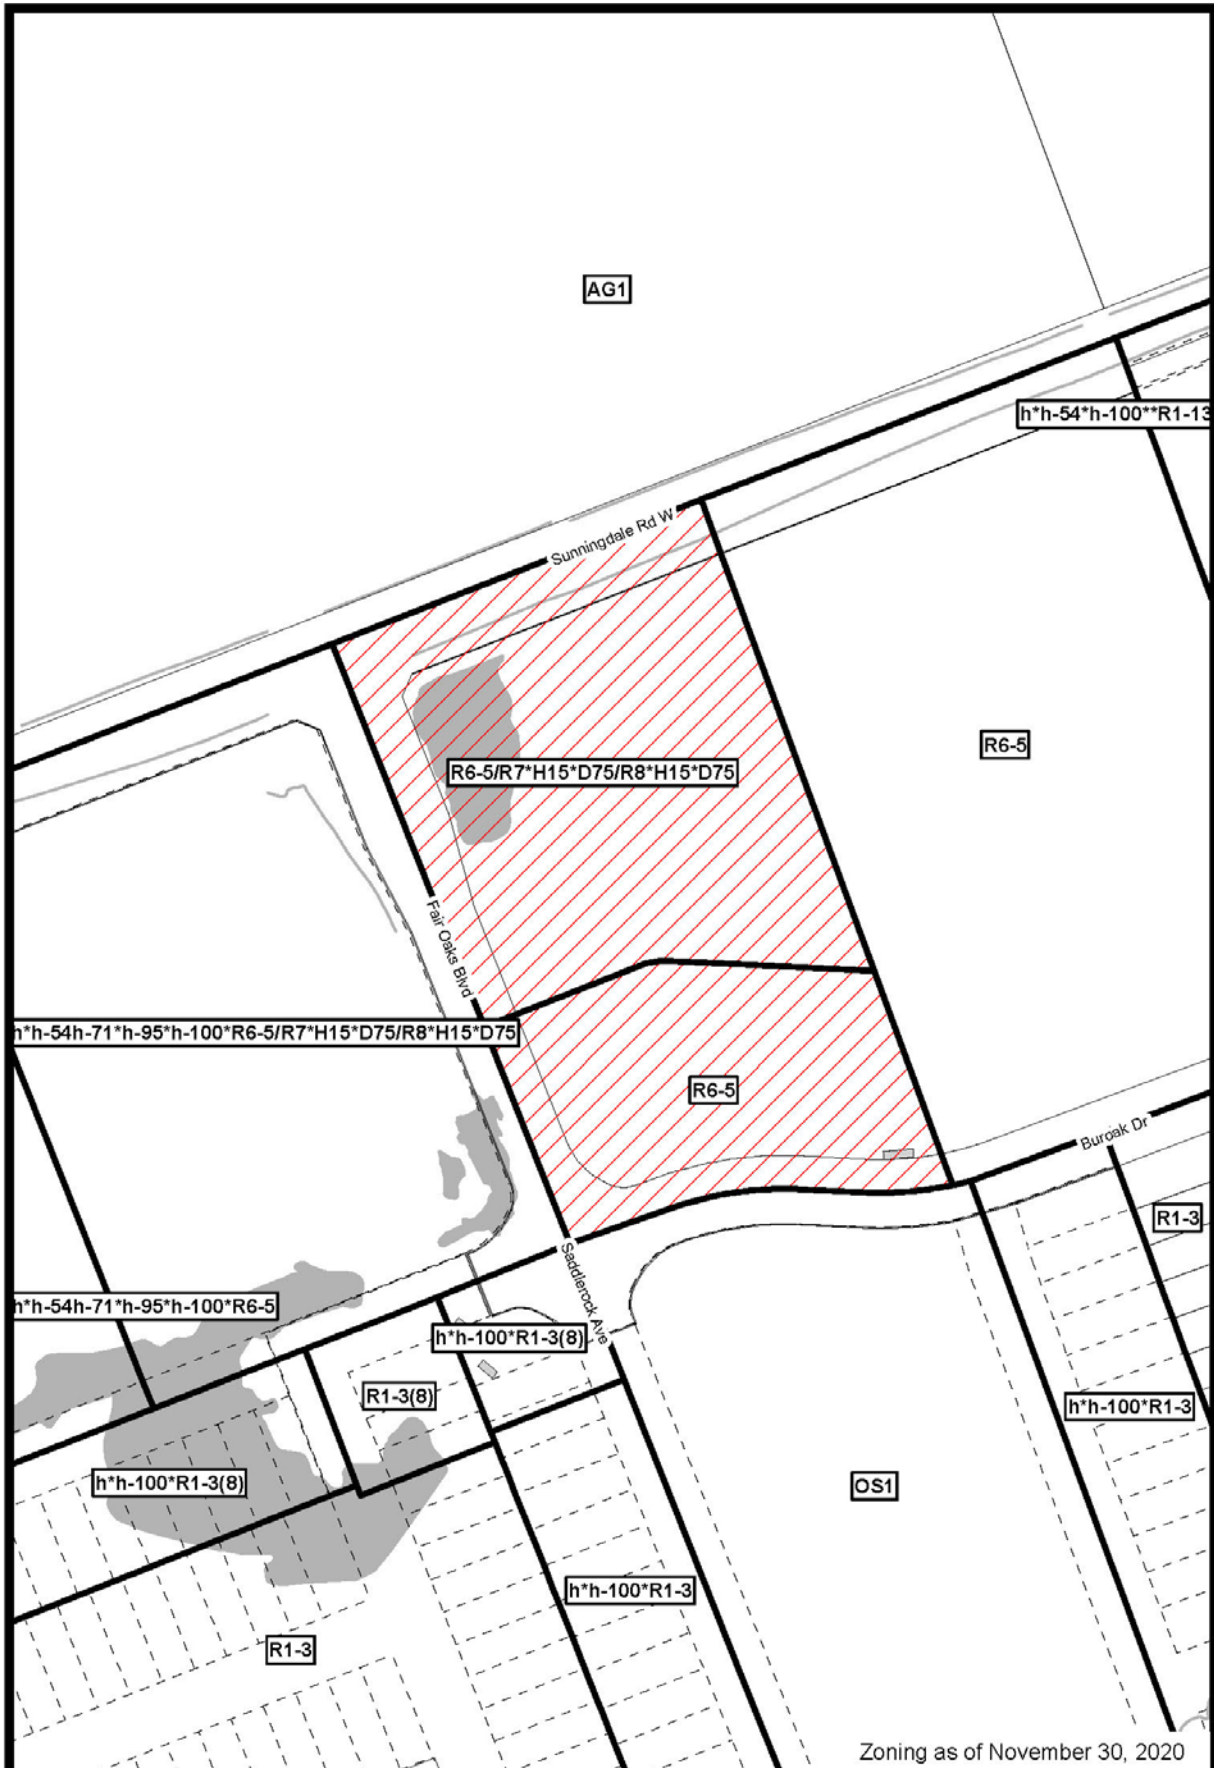 AG1
h*h-54*h-100**R1-13
Sunningdale Rd W
R6-5
R6-5/R7*H15*D75/R8*H15*D75
Fair Oaks Blvd
h*h-54h-71*h-95*h-100*R6-5/R7*H15*D75/R8*H15*D75
R6-5
Buroak Dr
R1-3
Saddlerock Ave
h*h-54h-71*h-95*h-100*R6-5
h*h-100*R1-3(8)
R1-3(8)
h*h-100*R1-3
h*h-100*R1-3(8)
OS1
h*h-100*R1-3
R1-3
Zoning as of November 30, 2020